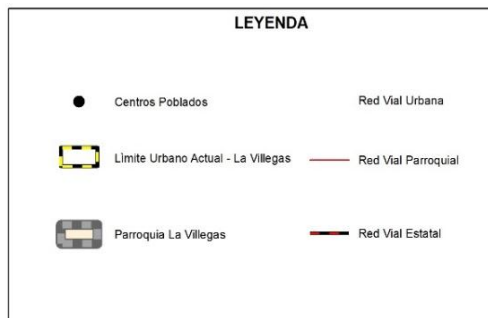 LEYENDA
Centros Poblados
Red Vial Urbana
Lìmite Urbano Actual - La Villegas
Red Vial Parroquial
Parroquia La Villegas
Red Vial Estatal